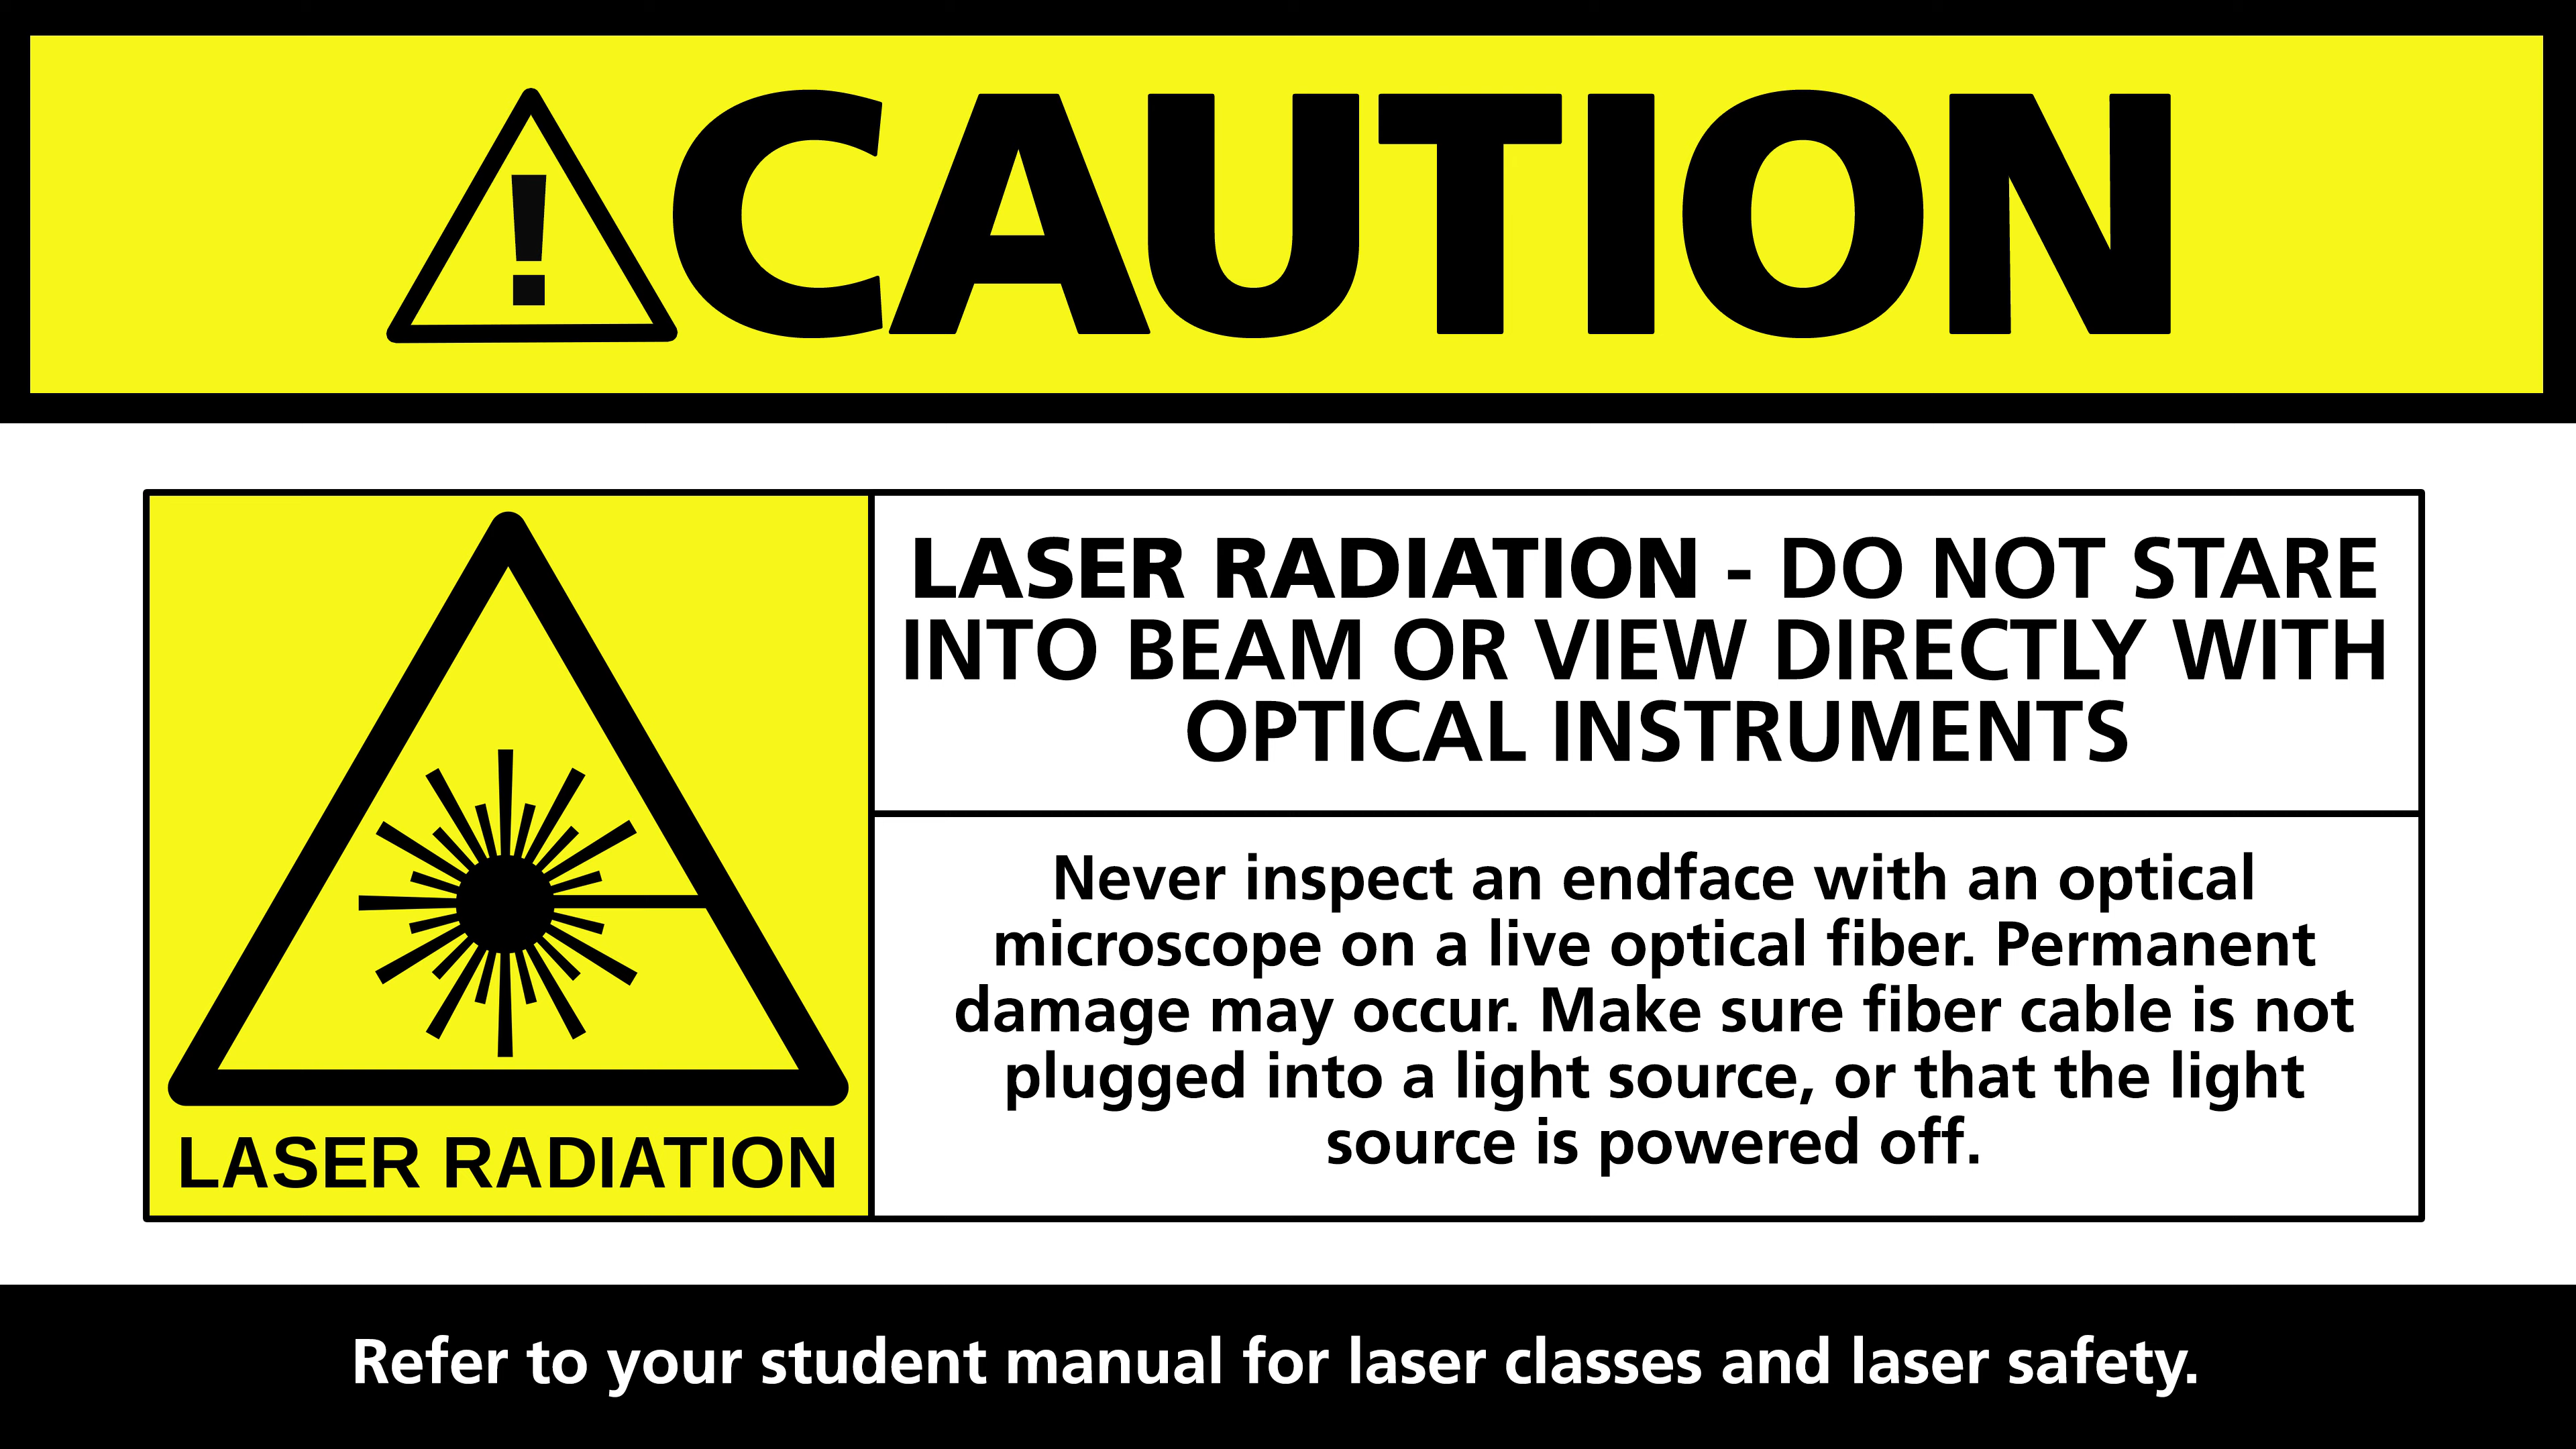 ! CAUTION
LASER RADIATION - DO NOT STARE
INTO BEAM OR VIEW DIRECTLY WITH
OPTICAL INSTRUMENTS
Never inspect an endface with an optical
microscope on a live optical fiber. Permanent
damage may occur. Make sure fiber cable is not
plugged into a light source, or that the light
source is powered off.
LASER RADIATION
Refer to your student manual for laser classes and laser safety.